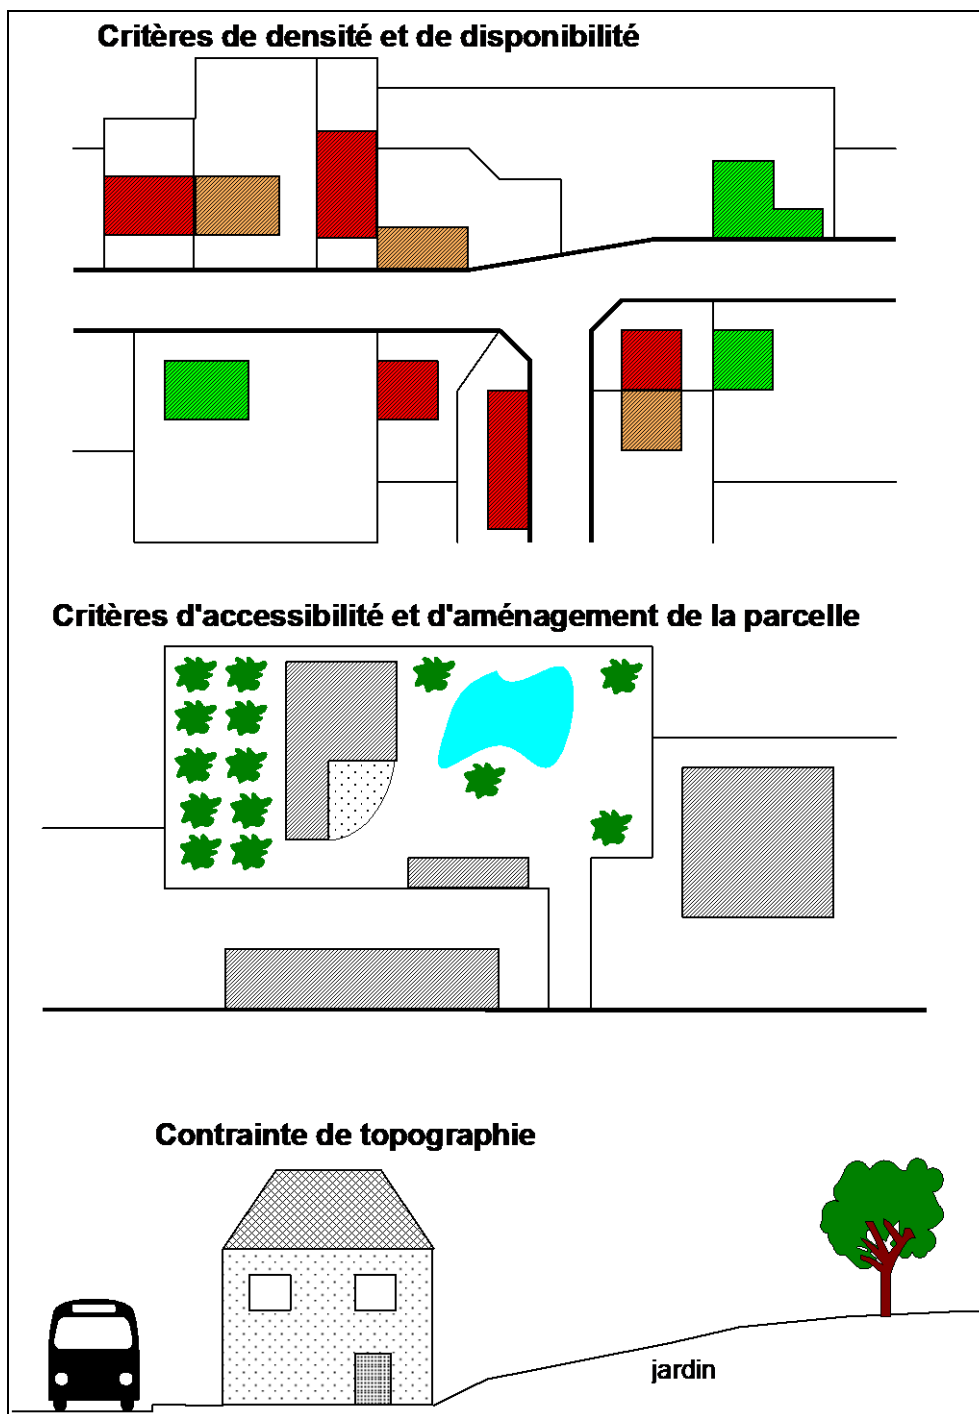 Critères de densité et de disponibilité
Critères d'accessibilité et d'aménagement de la parcelle
Contrainte de topographie
jardin